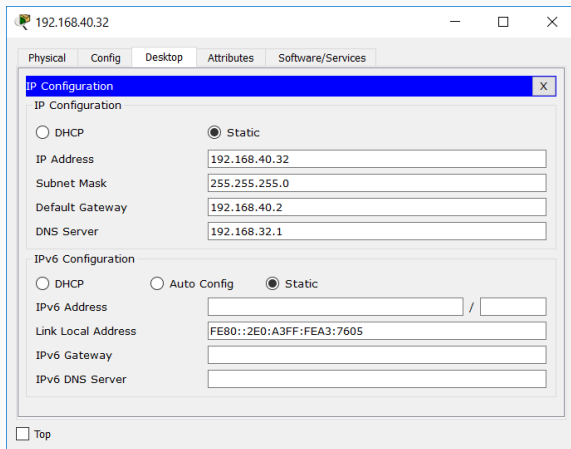 192.168.40.32
Physical Config Desktop Attributes Software/Services
IP Configuration X
IP Configuration
DHCP Static
IP Address 192.168.40.32
Subnet Mask 255.255.255.0
Default Gateway 192.168.40.2
DNS Server 192.168.32.1
IPv6 Configuration
DHCP Auto Config Static
IPv6 Address /
Link Local Address FE80::2E0:A3FF:FEA3:7605
IPv6 Gateway
IPv6 DNS Server
Top